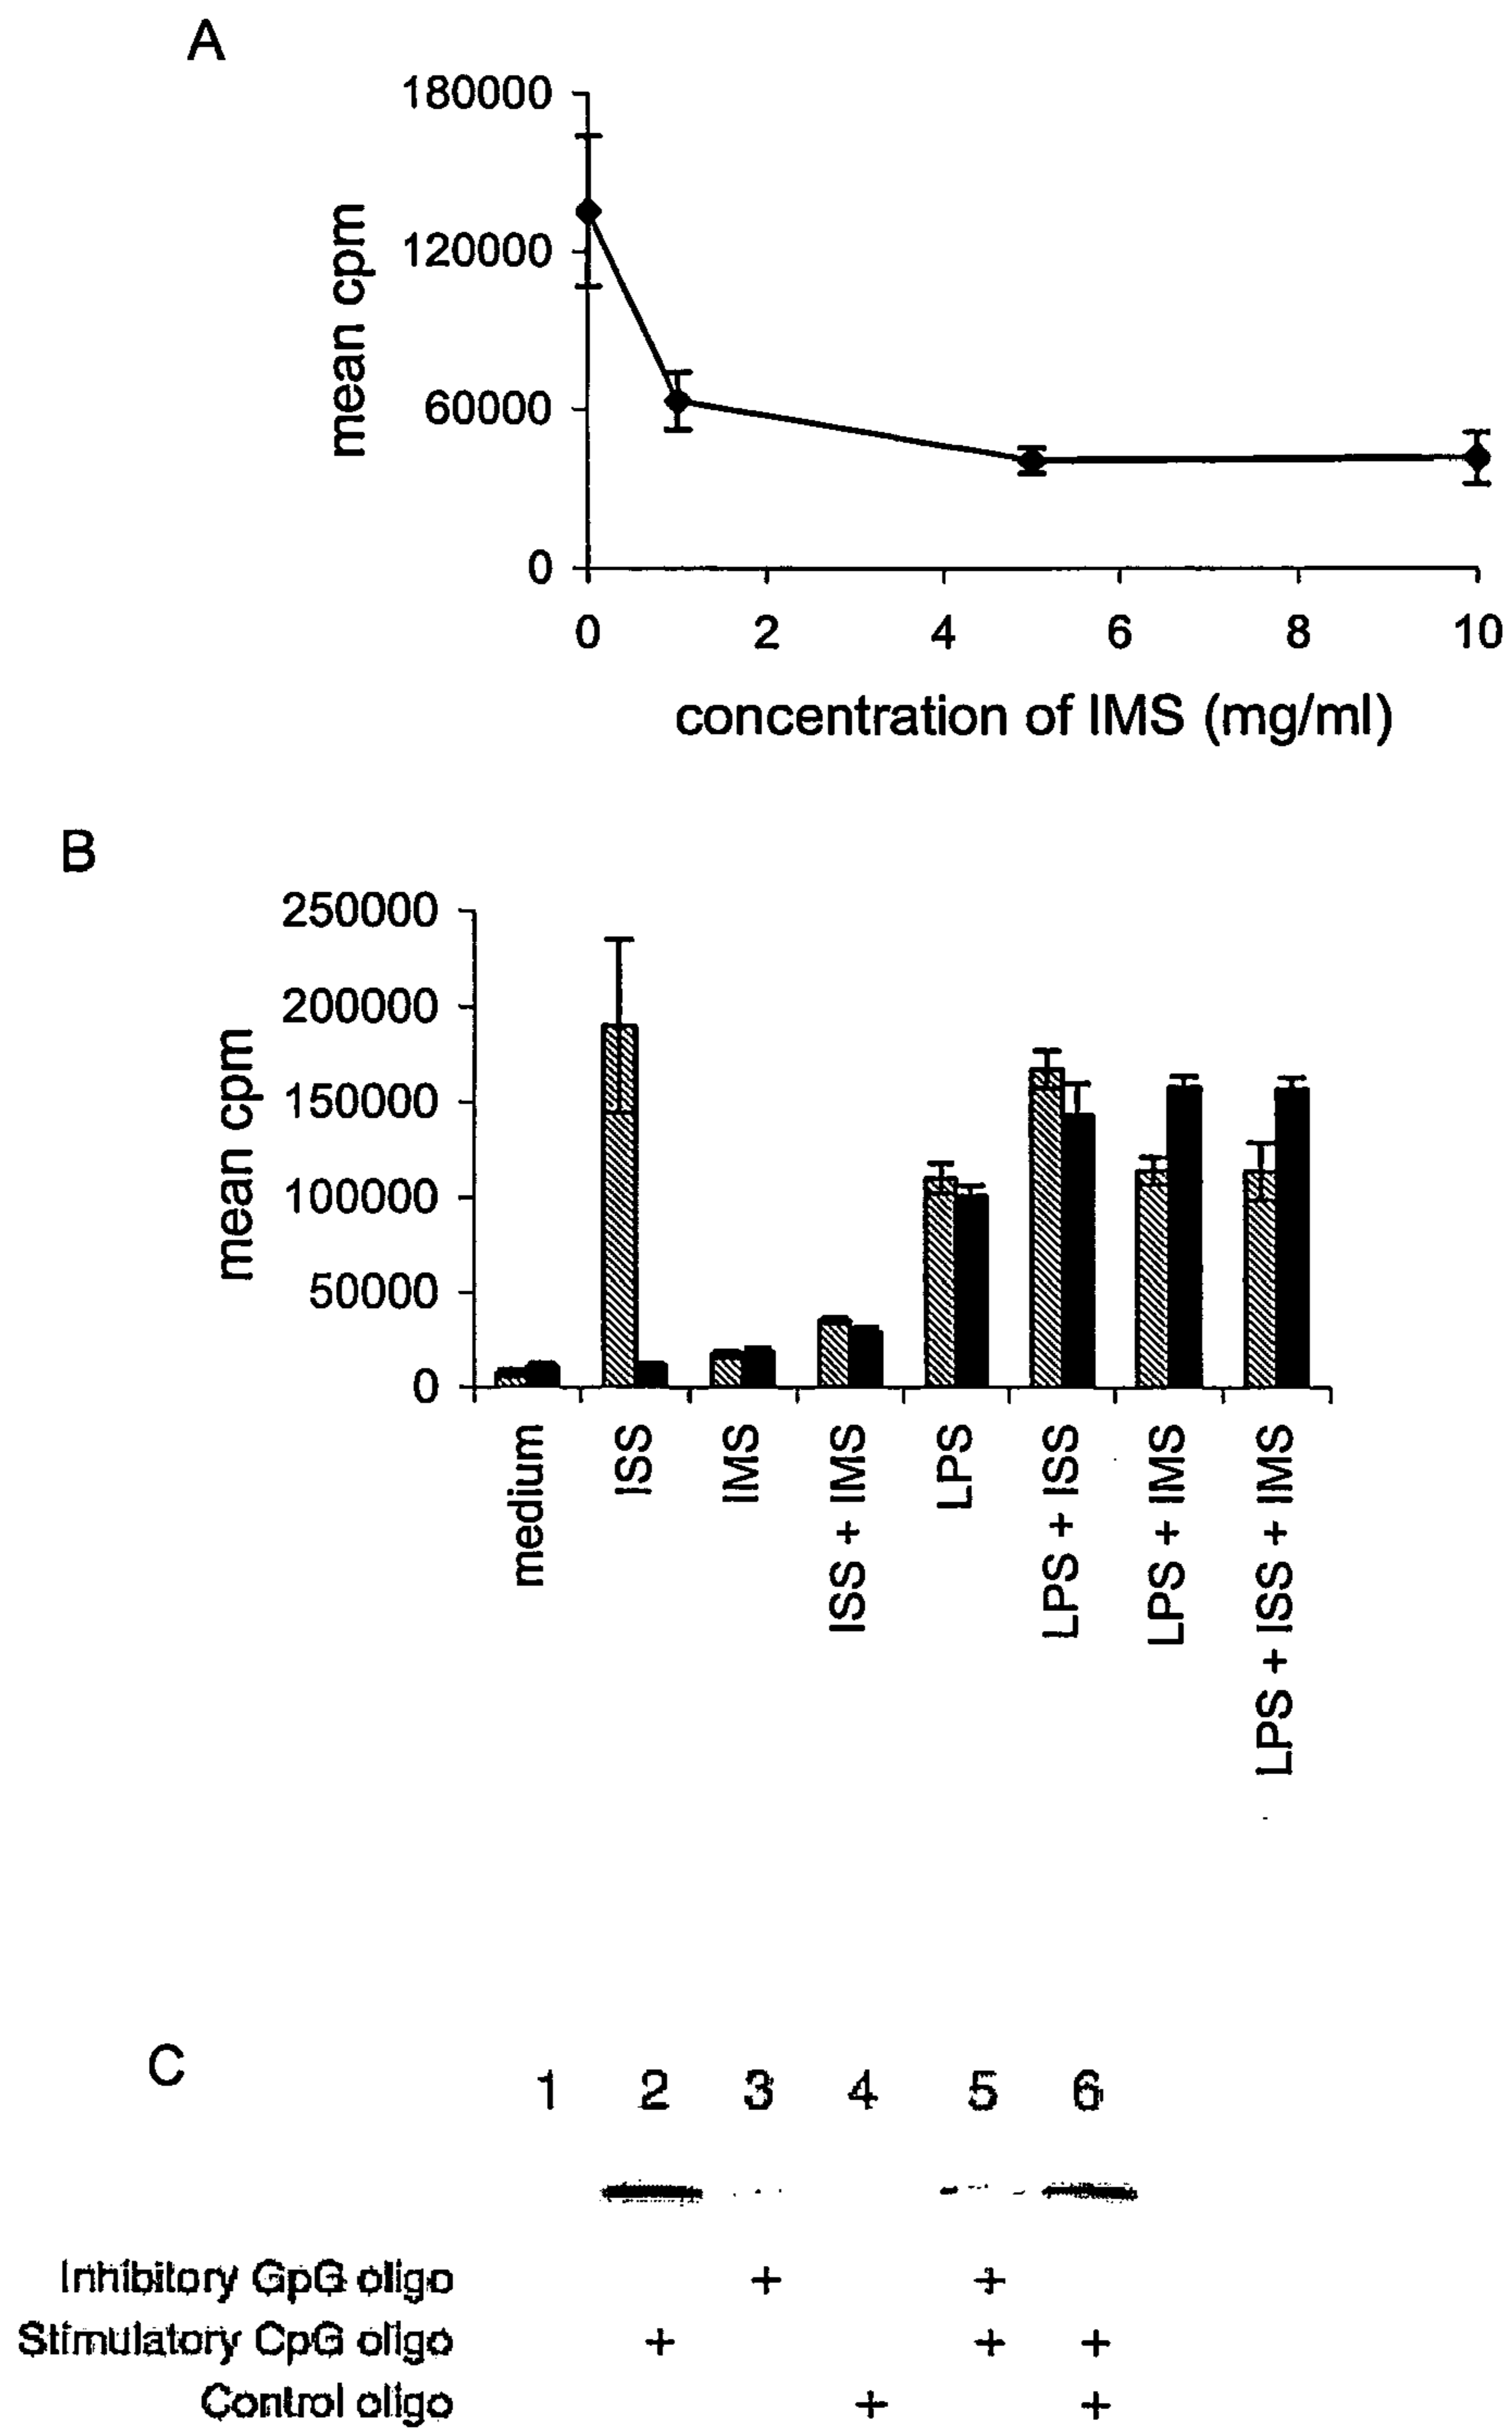 A
180000
120000
60000
0
mean cpm
0 2 4 6 8 10
concentration of IMS (mg/ml)
B
250000
200000
150000
100000
50000
0
mean cpm
medium
ISS
IMS
ISS + IMS
LPS
LPS + ISS
LPS + IMS
LPS + ISS + IMS
C
1 2 3 4 5 6
Inhibitory GpG oligo + +
Stimulatory CpG oligo + + +
Control oligo + +